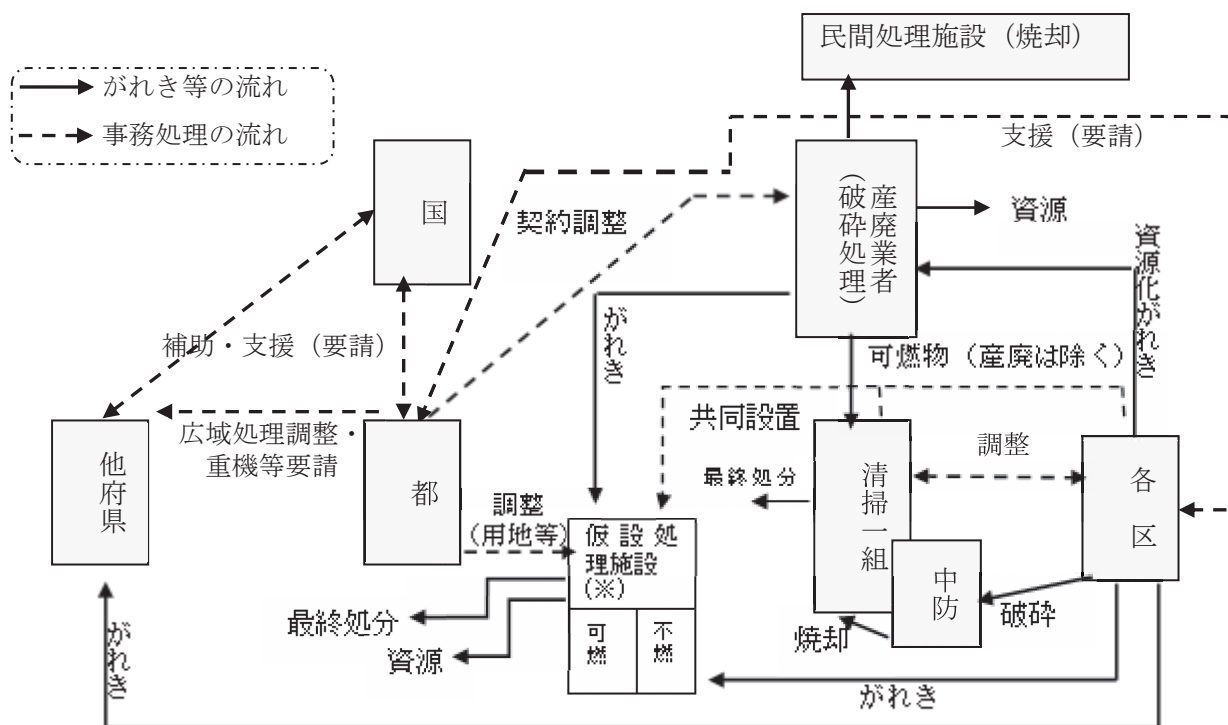 民間処理施設（焼却）
がれき等の流れ
事務処理の流れ
支援（要請）
国
契約調整
産廃業者
（破砕処理）
資源
資源化がれき
補助・支援（要請）
がれき
可燃物（産廃は除く）
共同設置
広域処理調整・
重機等要請
他府県
都
調整
（用地等）
最終処分
清掃一組
調整
各区
仮設処
理施設
（※）
中防
破砕
焼却
最終処分
資源
可燃
不燃
がれき
がれき